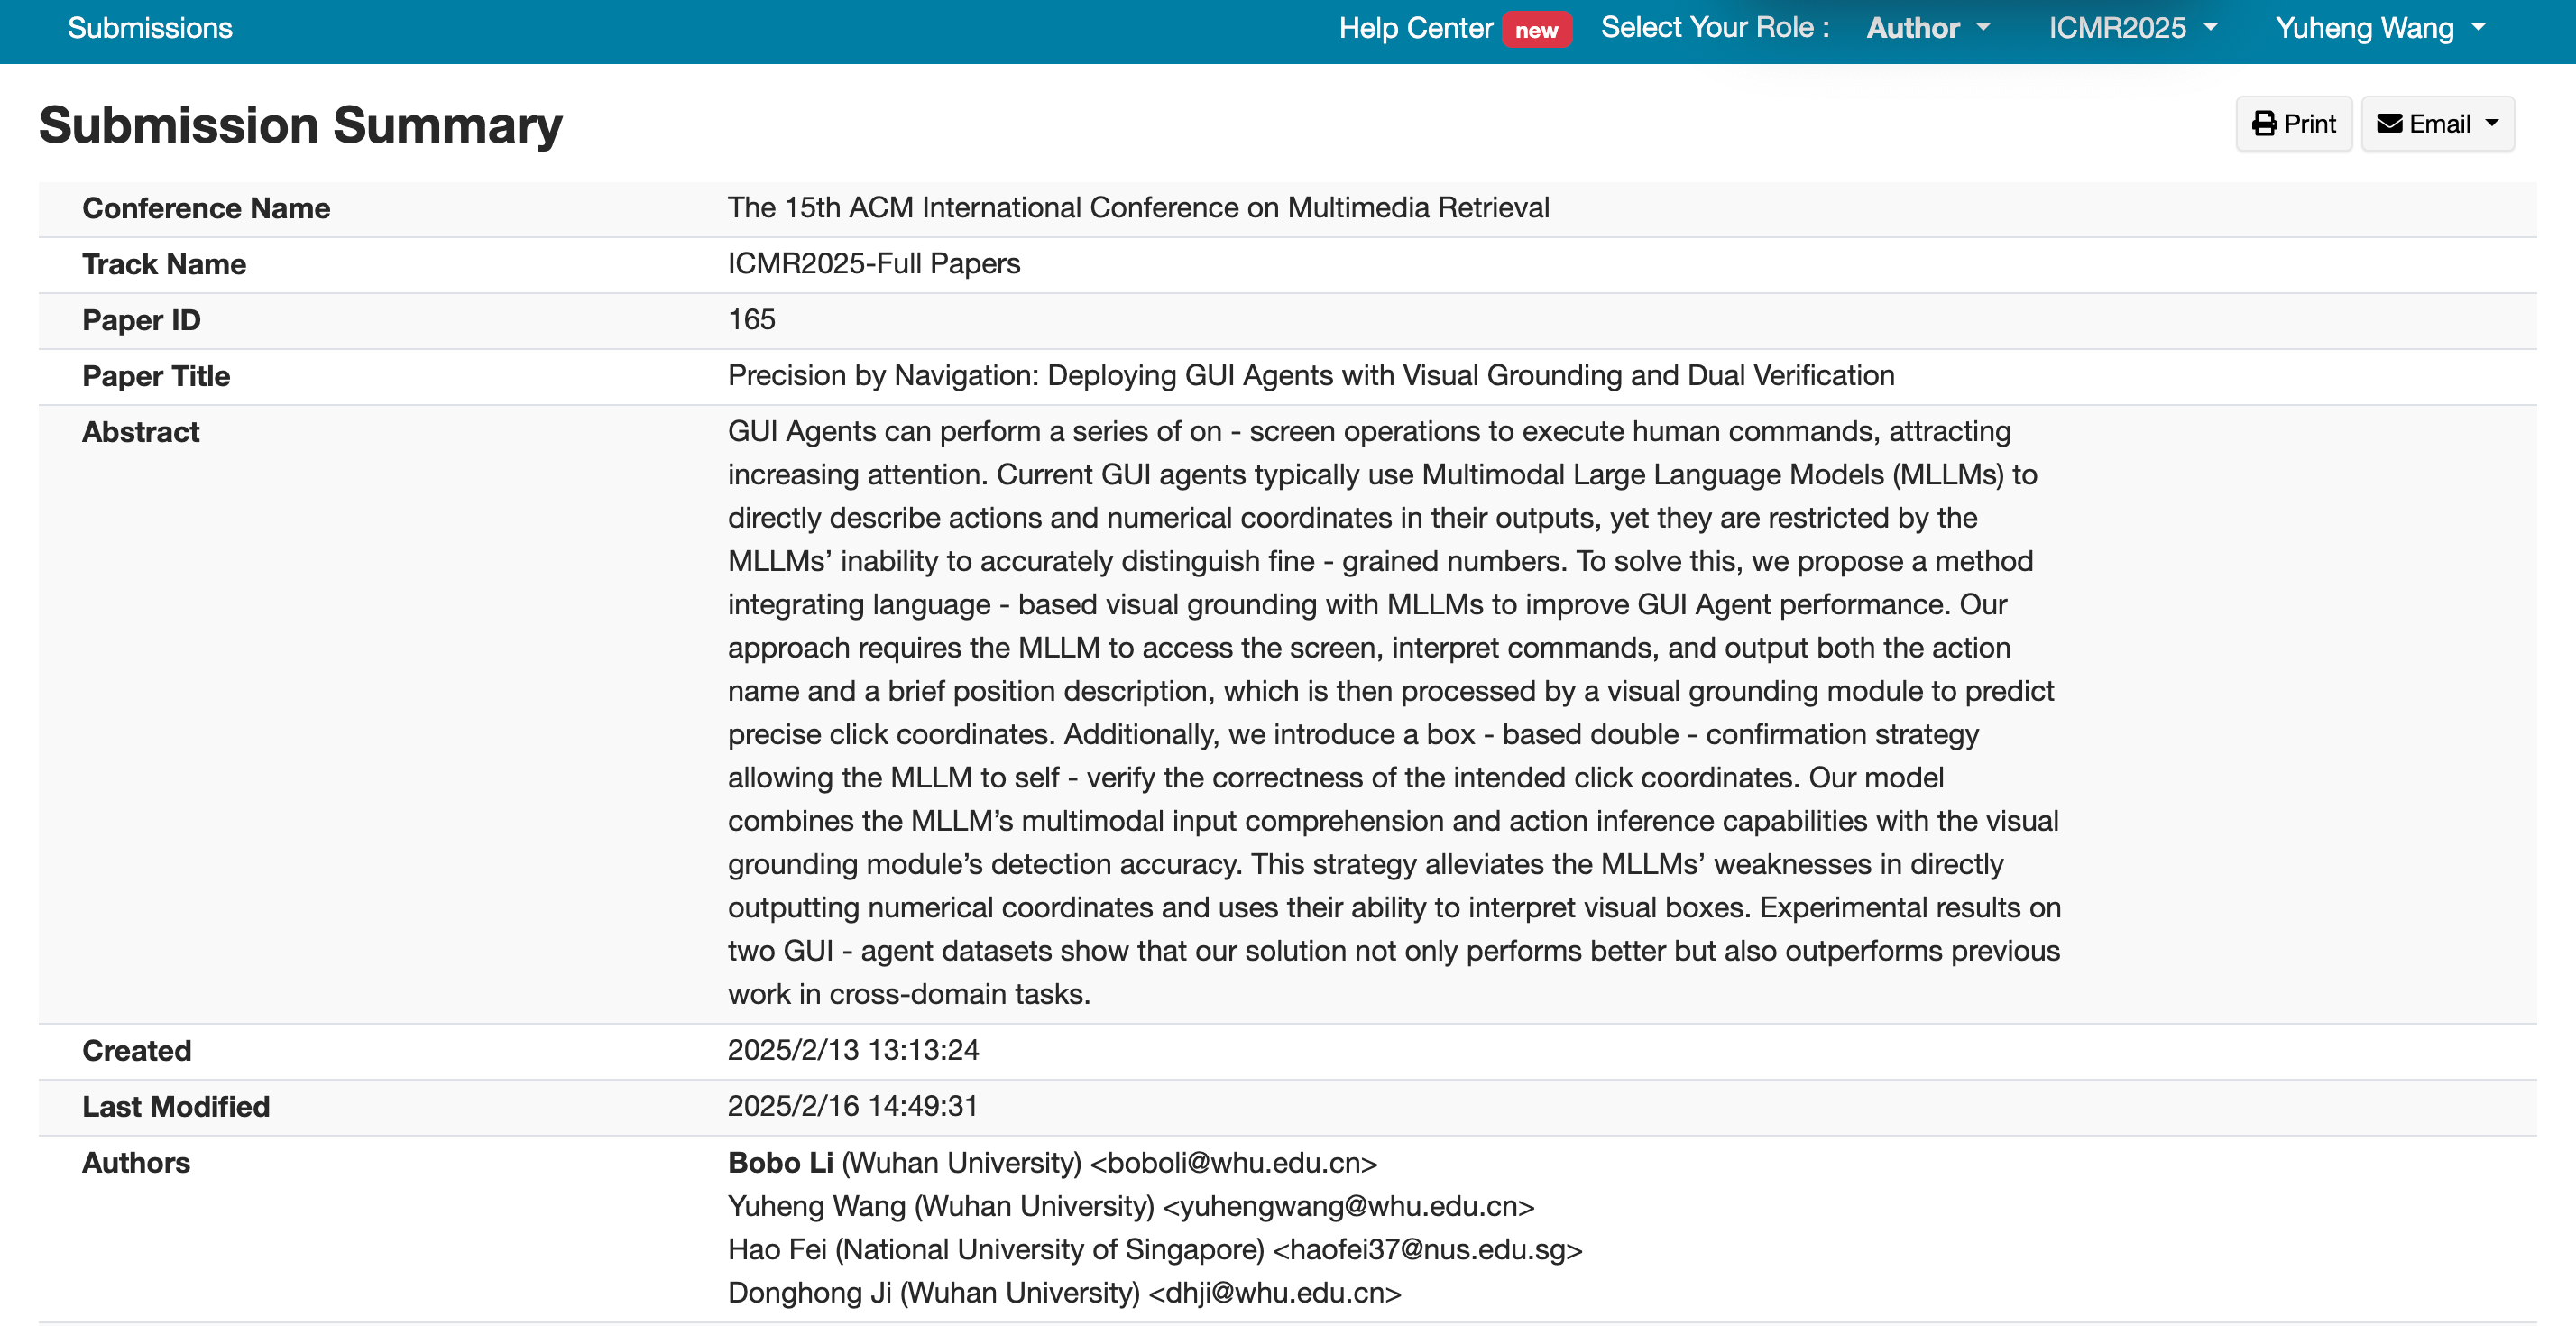 Submissions
Help Center new Select Your Role : Author ICMR2025 Yuheng Wang
Submission Summary
Print Email
Conference Name The 15th ACM International Conference on Multimedia Retrieval
Track Name ICMR2025-Full Papers
Paper ID 165
Paper Title Precision by Navigation: Deploying GUI Agents with Visual Grounding and Dual Verification
Abstract GUI Agents can perform a series of on - screen operations to execute human commands, attracting
increasing attention. Current GUI agents typically use Multimodal Large Language Models (MLLMs) to
directly describe actions and numerical coordinates in their outputs, yet they are restricted by the
MLLMs’ inability to accurately distinguish fine - grained numbers. To solve this, we propose a method
integrating language - based visual grounding with MLLMs to improve GUI Agent performance. Our
approach requires the MLLM to access the screen, interpret commands, and output both the action
name and a brief position description, which is then processed by a visual grounding module to predict
precise click coordinates. Additionally, we introduce a box - based double - confirmation strategy
allowing the MLLM to self - verify the correctness of the intended click coordinates. Our model
combines the MLLM’s multimodal input comprehension and action inference capabilities with the visual
grounding module’s detection accuracy. This strategy alleviates the MLLMs’ weaknesses in directly
outputting numerical coordinates and uses their ability to interpret visual boxes. Experimental results on
two GUI - agent datasets show that our solution not only performs better but also outperforms previous
work in cross-domain tasks.
Created 2025/2/13 13:13:24
Last Modified 2025/2/16 14:49:31
Authors Bobo Li (Wuhan University) <boboli@whu.edu.cn>
Yuheng Wang (Wuhan University) <yuhengwang@whu.edu.cn>
Hao Fei (National University of Singapore) <haofei37@nus.edu.sg>
Donghong Ji (Wuhan University) <dhji@whu.edu.cn>